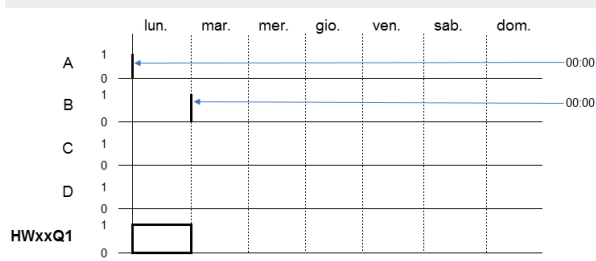 lun. mar. mer. gio. ven. sab. dom.
A 1 00:00
0
B 1 00:00
0
C 1
0
D 1
0
HWxxQ1 1
0